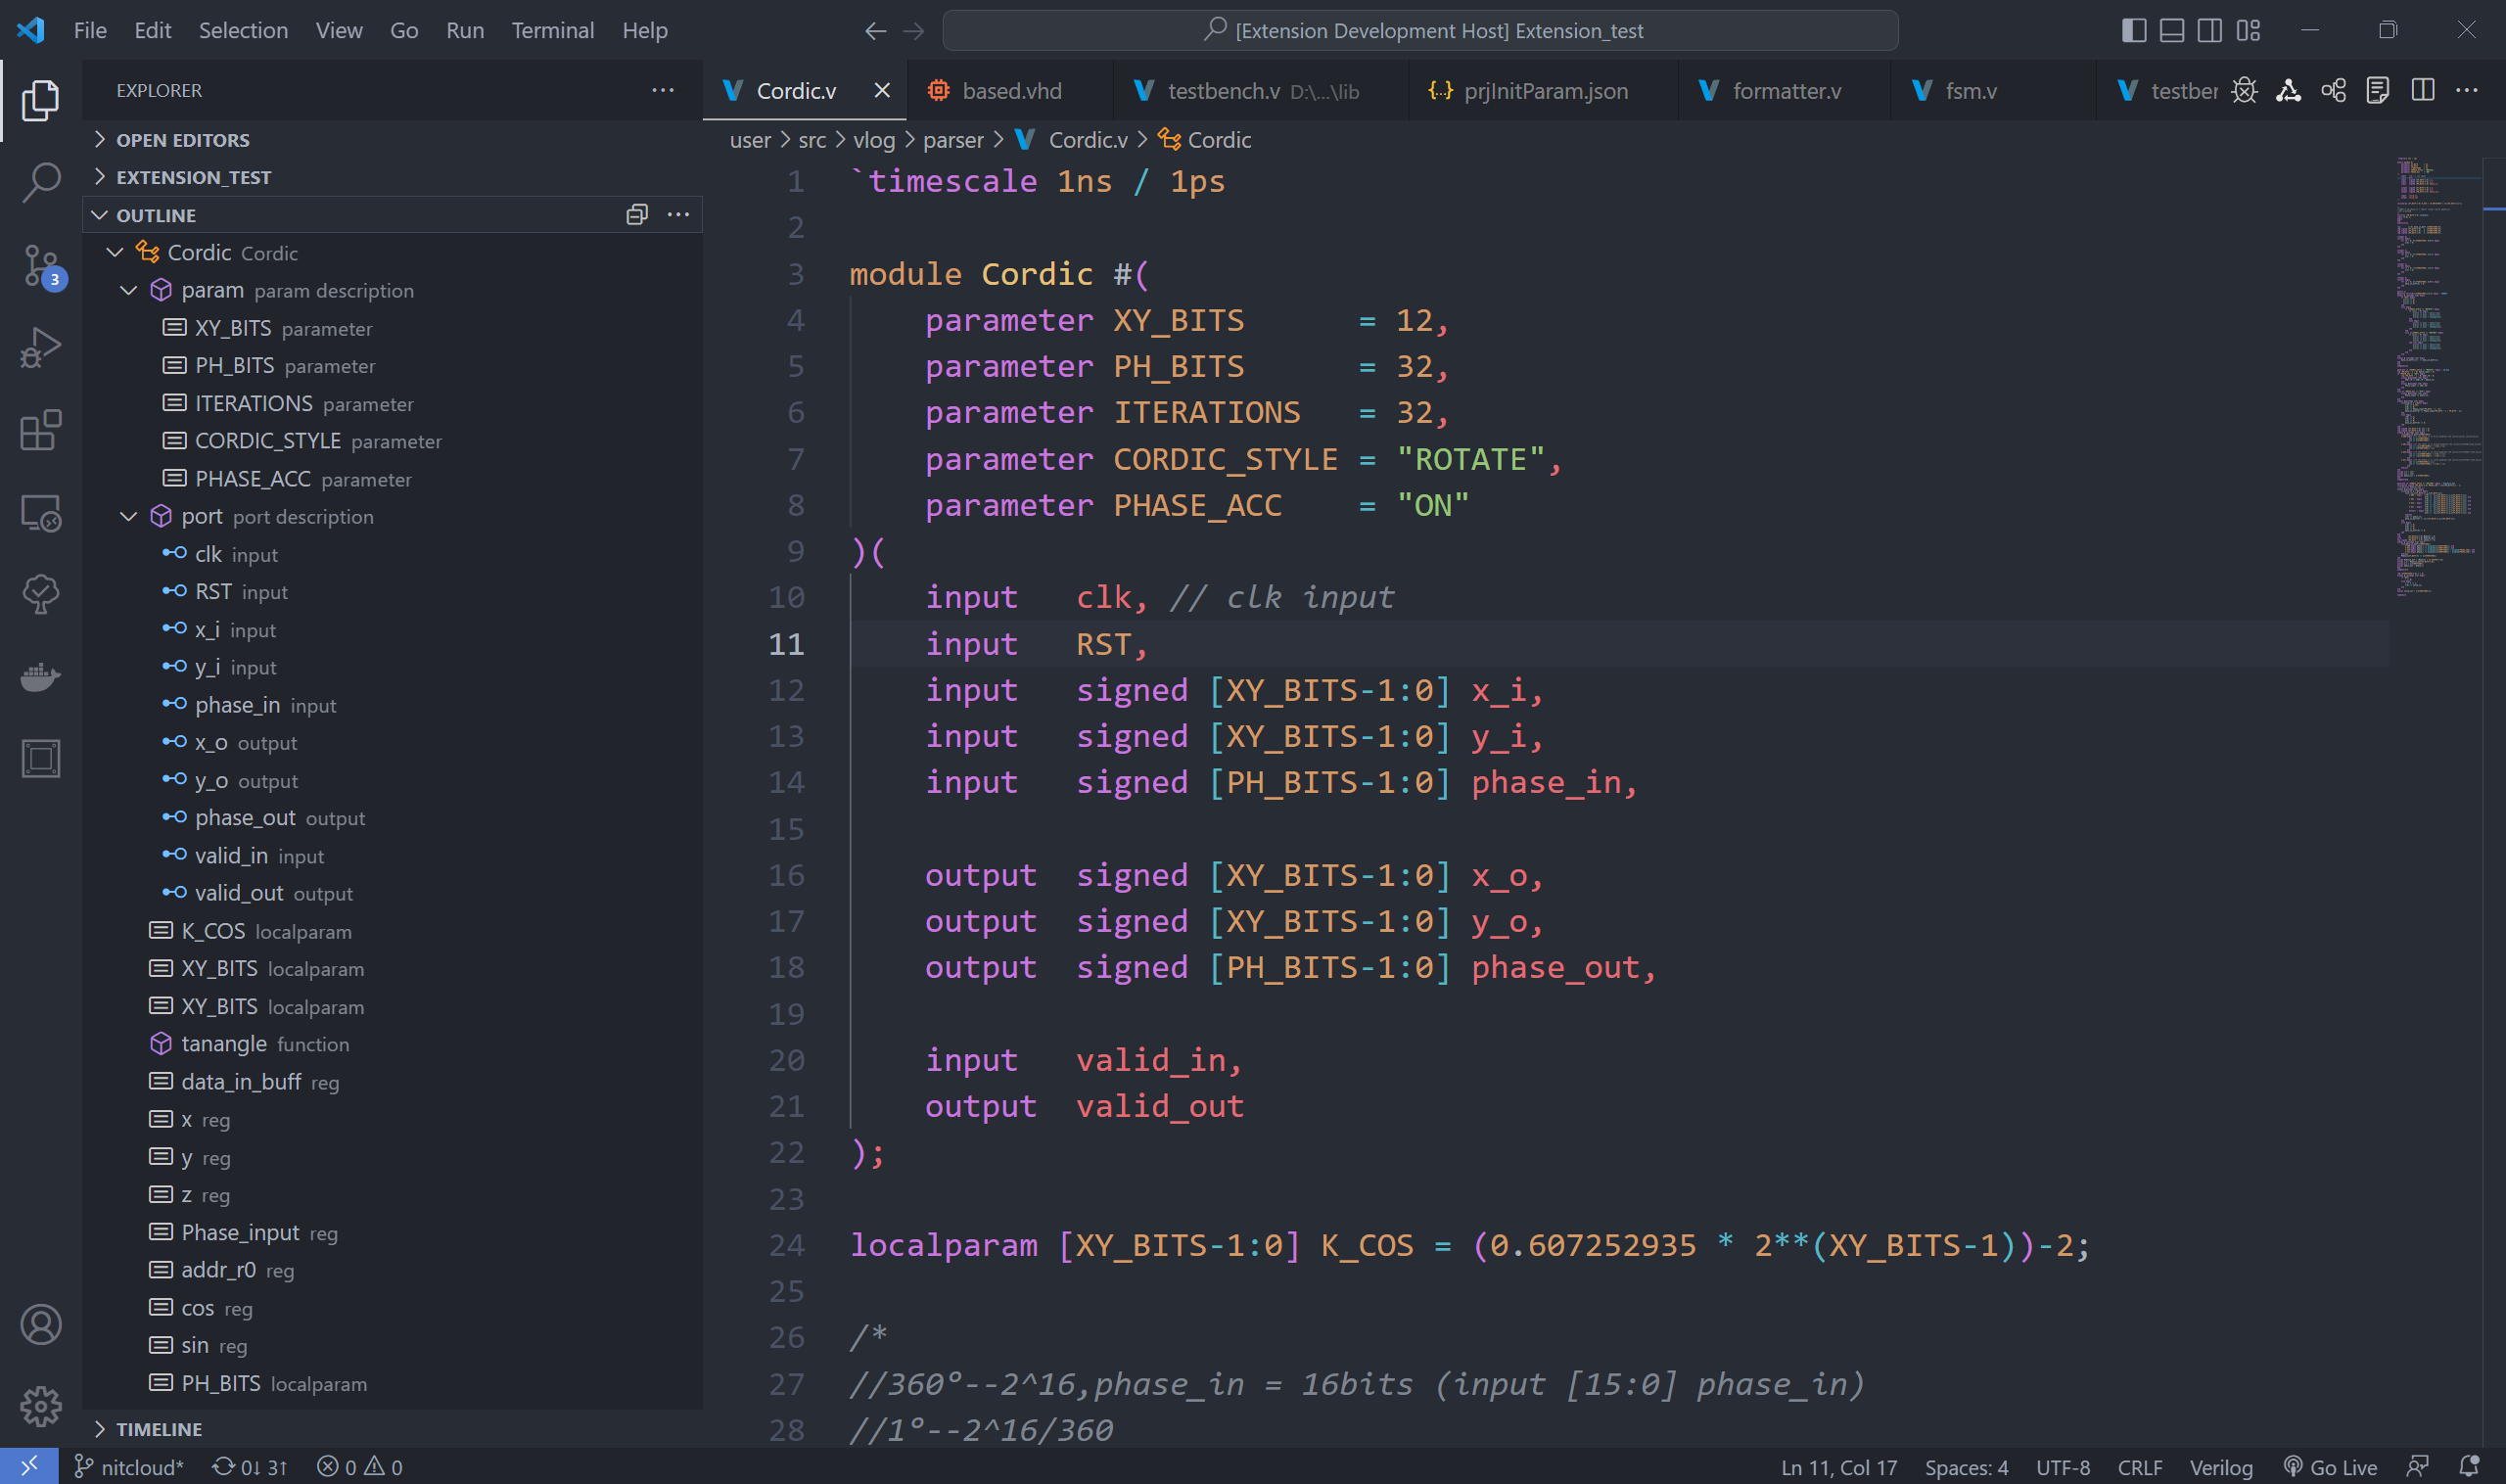 File Edit Selection View Go Run Terminal Help
[Extension Development Host] Extension_test
EXPLORER
OPEN EDITORS
EXTENSION_TEST
OUTLINE
Cordic Cordic
param param description
XY_BITS parameter
PH_BITS parameter
ITERATIONS parameter
CORDIC_STYLE parameter
PHASE_ACC parameter
port port description
clk input
RST input
x_i input
y_i input
phase_in input
x_o output
y_o output
phase_out output
valid_in input
valid_out output
K_COS localparam
XY_BITS localparam
XY_BITS localparam
tanangle function
data_in_buff reg
x reg
y reg
z reg
Phase_input reg
addr_r0 reg
cos reg
sin reg
PH_BITS localparam
TIMELINE
3
Cordic.v based.vhd testbench.v D:\...\lib prjInitParam.json formatter.v fsm.v testber
user > src > vlog > parser > Cordic.v > Cordic
1 `timescale 1ns / 1ps
2
3 module Cordic #(
4 parameter XY_BITS = 12,
5 parameter PH_BITS = 32,
6 parameter ITERATIONS = 32,
7 parameter CORDIC_STYLE = "ROTATE",
8 parameter PHASE_ACC = "ON"
9 )(
10 input clk, // clk input
11 input RST,
12 input signed [XY_BITS-1:0] x_i,
13 input signed [XY_BITS-1:0] y_i,
14 input signed [PH_BITS-1:0] phase_in,
15
16 output signed [XY_BITS-1:0] x_o,
17 output signed [XY_BITS-1:0] y_o,
18 output signed [PH_BITS-1:0] phase_out,
19
20 input valid_in,
21 output valid_out
22 );
23
24 localparam [XY_BITS-1:0] K_COS = (0.607252935 * 2**(XY_BITS-1))-2;
25
26 /*
27 //360°--2^16,phase_in = 16bits (input [15:0] phase_in)
28 //1°--2^16/360
nitcloud* 0↓ 3↑ 0 0
Ln 11, Col 17 Spaces: 4 UTF-8 CRLF Verilog Go Live